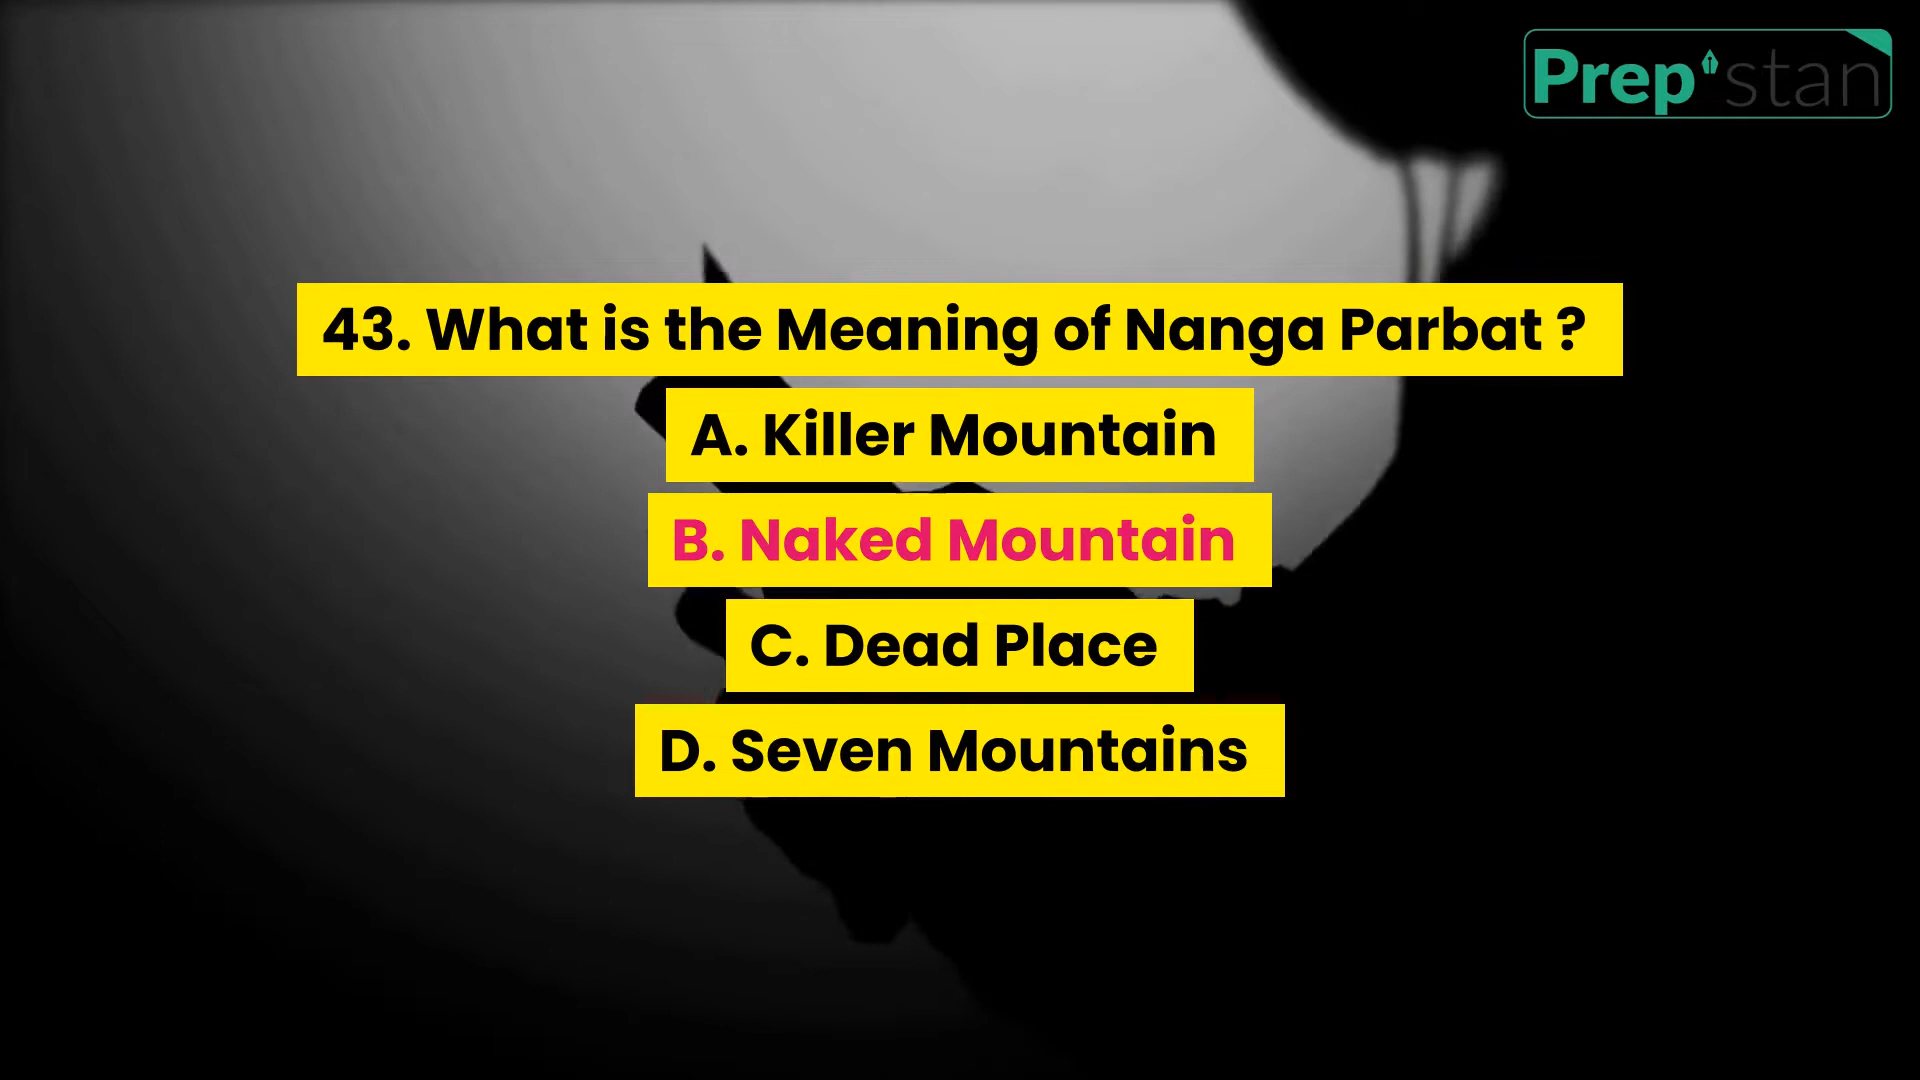 Prep'stan
43. What is the Meaning of Nanga Parbat ?
A. Killer Mountain
B. Naked Mountain
C. Dead Place
D. Seven Mountains